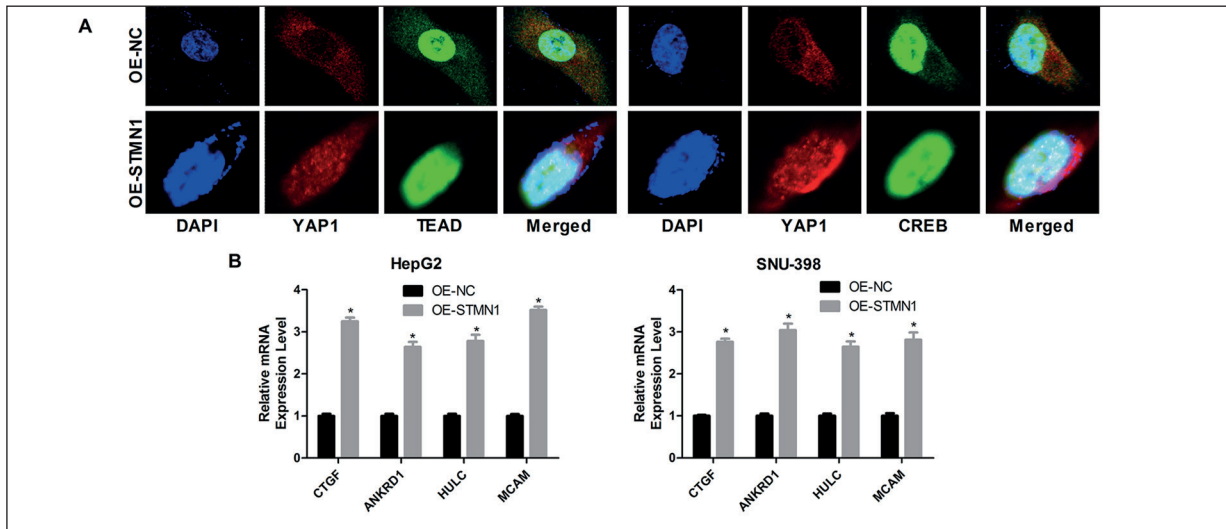 A
OE-NC
OE-STMN1
DAPI YAP1 TEAD Merged DAPI YAP1 CREB Merged
B
HepG2
OE-NC
OE-STMN1
Relative mRNA
Expression Level
4
3
2
1
0
* * * *
CTGF ANKRD1 HULC MCAM
SNU-398
OE-NC
OE-STMN1
Relative mRNA
Expression Level
4
3
2
1
0
* * * *
CTGF ANKRD1 HULC MCAM